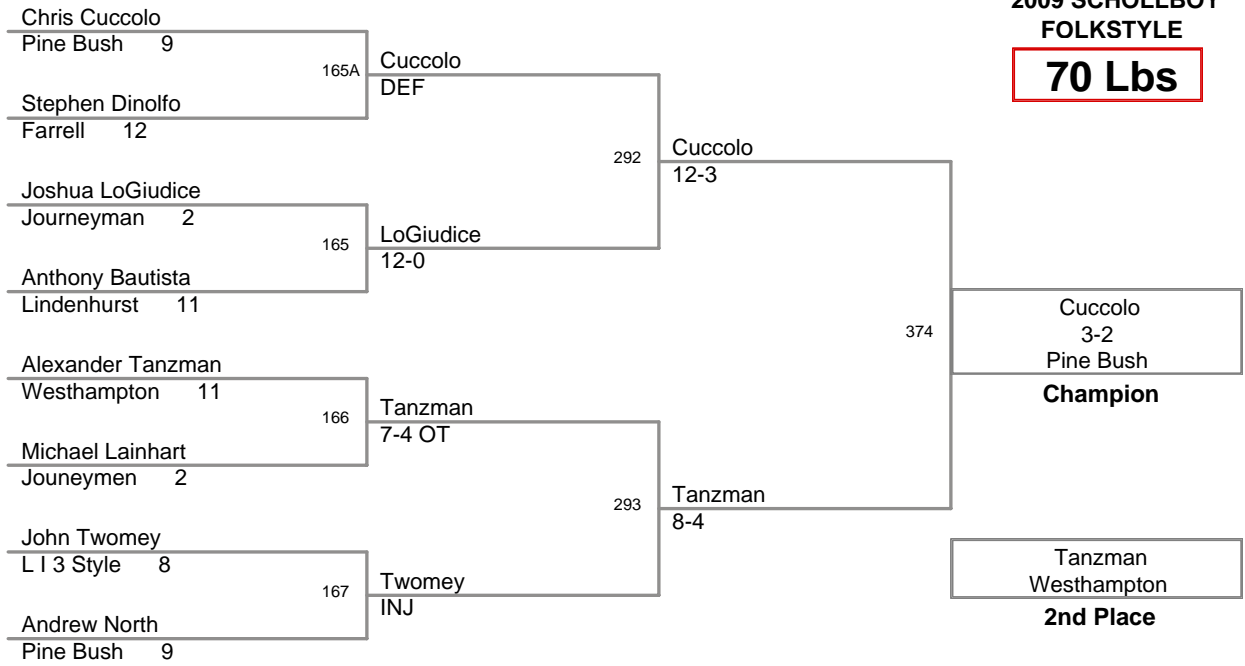 2009 SCHOLLBOY
FOLKSTYLE
70 Lbs
Chris Cuccolo
Pine Bush 9
165A
Cuccolo
DEF
Stephen Dinolfo
Farrell 12
292
Cuccolo
12-3
Joshua LoGiudice
Journeyman 2
165
LoGiudice
12-0
Anthony Bautista
Lindenhurst 11
374
Cuccolo
3-2
Pine Bush
Champion
Alexander Tanzman
Westhampton 11
166
Tanzman
7-4 OT
Michael Lainhart
Jouneymen 2
293
Tanzman
8-4
John Twomey
L I 3 Style 8
167
Twomey
INJ
Andrew North
Pine Bush 9
Tanzman
Westhampton
2nd Place